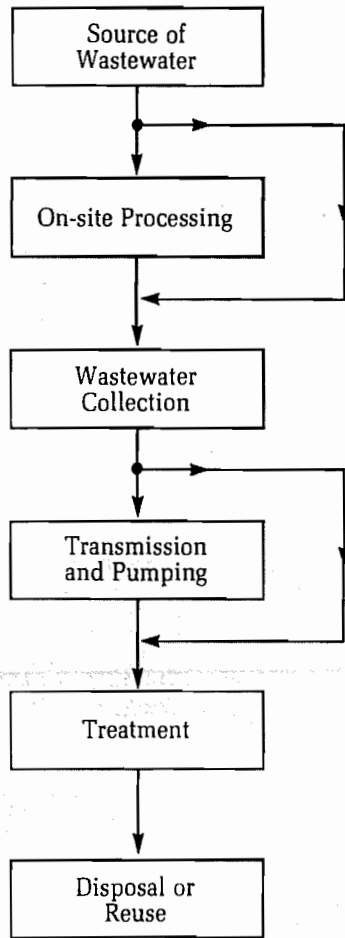 Source of
Wastewater
On-site Processing
Wastewater
Collection
Transmission
and Pumping
Treatment
Disposal or
Reuse